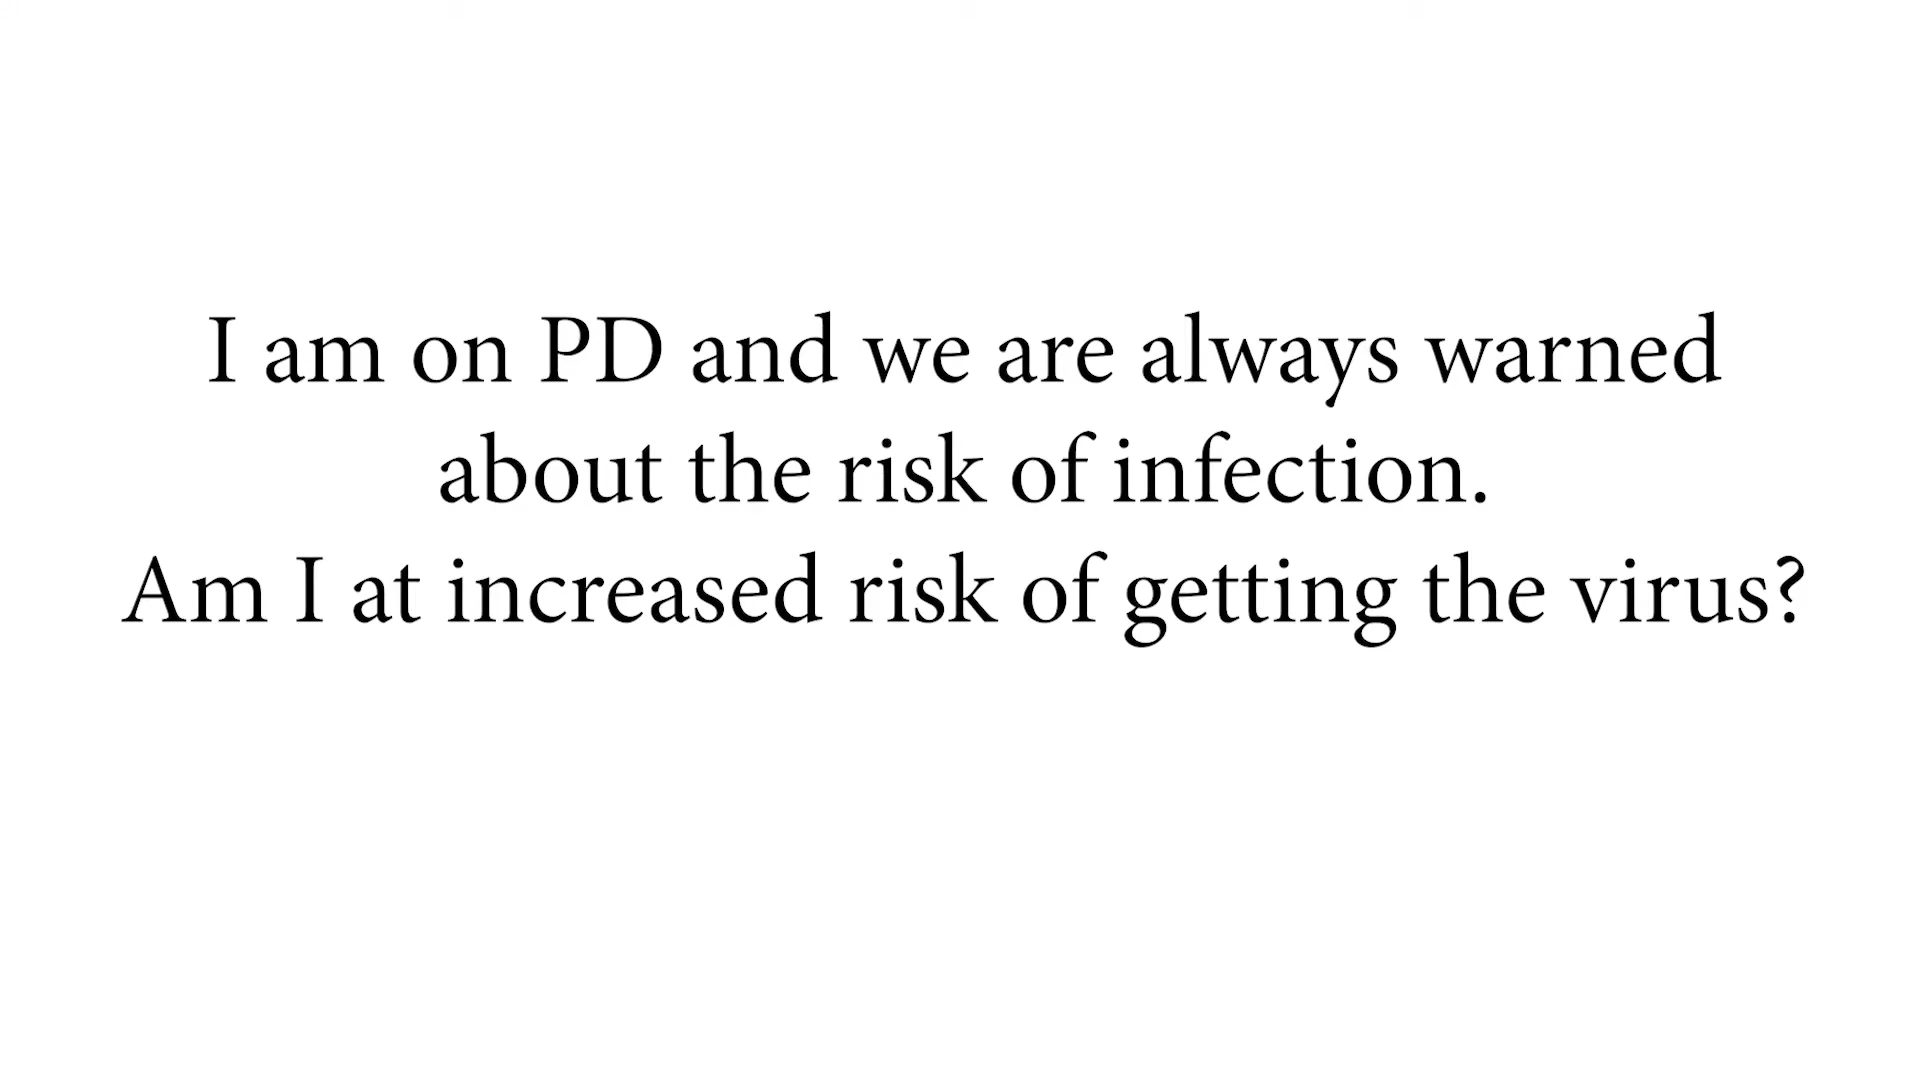 I am on PD and we are always warned
about the risk of infection.
Am I at increased risk of getting the virus?